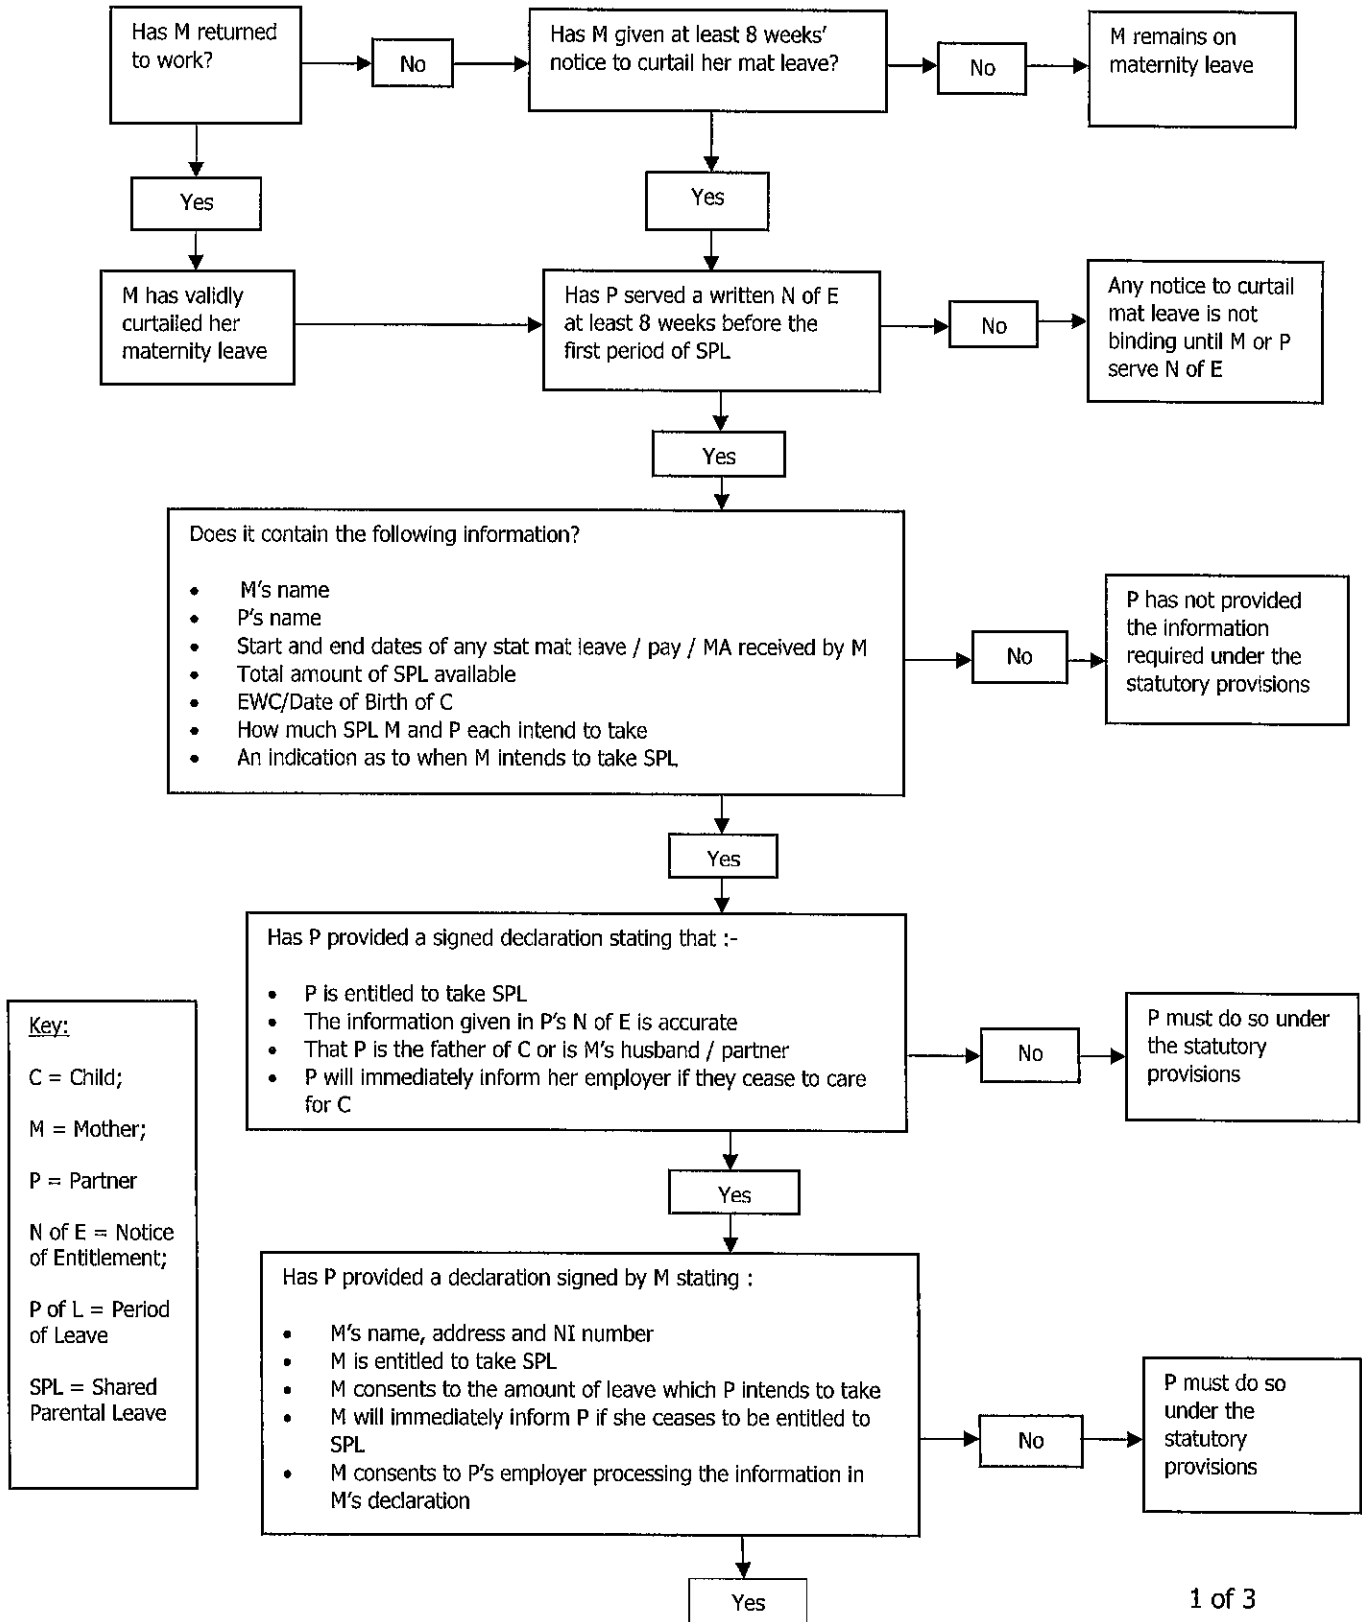 Has M returned
to work?
No
Has M given at least 8 weeks'
notice to curtail her mat leave?
No
M remains on
maternity leave
Yes
Yes
M has validly
curtailed her
maternity leave
Has P served a written N of E
at least 8 weeks before the
first period of SPL
No
Any notice to curtail
mat leave is not
binding until M or P
serve N of E
Yes
Does it contain the following information?
• M's name
• P's name
• Start and end dates of any stat mat leave / pay / MA received by M
• Total amount of SPL available
• EWC/Date of Birth of C
• How much SPL M and P each intend to take
• An indication as to when M intends to take SPL
No
P has not provided
the information
required under the
statutory provisions
Yes
Has P provided a signed declaration stating that :-
• P is entitled to take SPL
• The information given in P's N of E is accurate
• That P is the father of C or is M's husband / partner
• P will immediately inform her employer if they cease to care
for C
No
P must do so under
the statutory
provisions
Key:
C = Child;
M = Mother;
P = Partner
N of E = Notice
of Entitlement;
P of L = Period
of Leave
SPL = Shared
Parental Leave
Yes
Has P provided a declaration signed by M stating :
• M's name, address and NI number
• M is entitled to take SPL
• M consents to the amount of leave which P intends to take
• M will immediately inform P if she ceases to be entitled to
SPL
• M consents to P's employer processing the information in
M's declaration
No
P must do so
under the
statutory
provisions
Yes
1 of 3